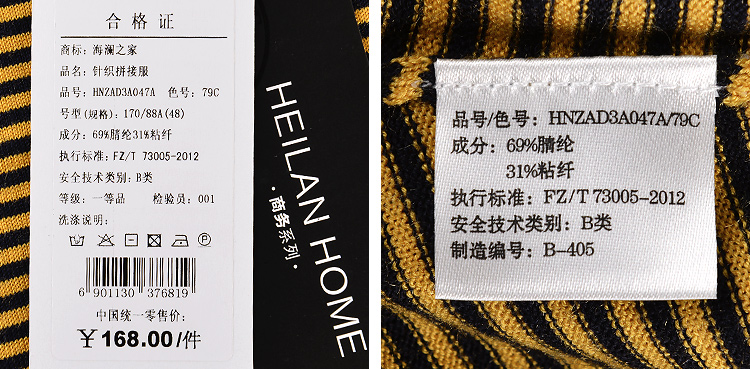 合格证
商标: 海澜之家
品名: 针织拼接服
品号: HNZAD3A047A 色号: 79C
号型(规格): 170/88A(48)
成分: 69%腈纶31%粘纤
执行标准: FZ/T 73005-2012
安全技术类别: B类
等级: 一等品 检验员: 001
洗涤说明:
6 901130 376819
中国统一零售价:
¥168.00/件
HEILAN HOME
.商务系列.
品号/色号: HNZAD3A047A/79C
成分: 69%腈纶
31%粘纤
执行标准: FZ/T 73005-2012
安全技术类别: B类
制造编号: B-405